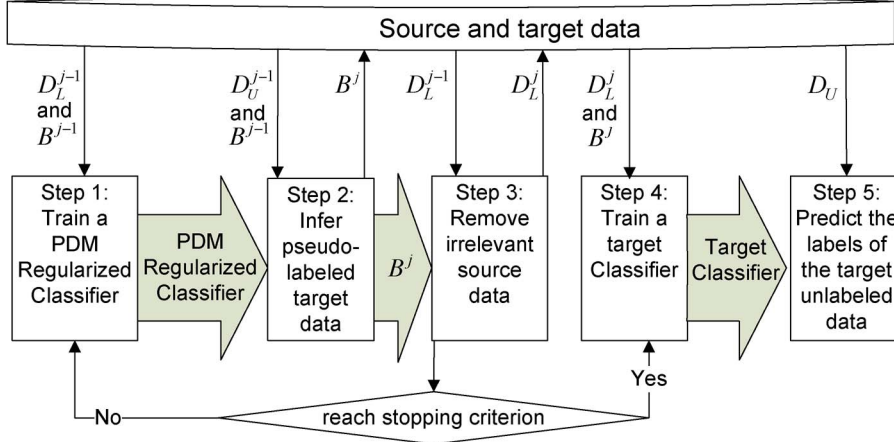 Source and target data
D_L^{j-1}
and
B^{j-1}
D_U^{j-1}
and
B^{j-1}
B^j
D_L^{j-1}
D_L^j
D_L^j
and
B^j
D_U
Step 1:
Train a
PDM
Regularized
Classifier
PDM
Regularized
Classifier
Step 2:
Infer
pseudo-
labeled
target
data
B^j
Step 3:
Remove
irrelevant
source
data
Step 4:
Train a
target
Classifier
Target
Classifier
Step 5:
Predict the
labels of
the target
unlabeled
data
No
reach stopping criterion
Yes